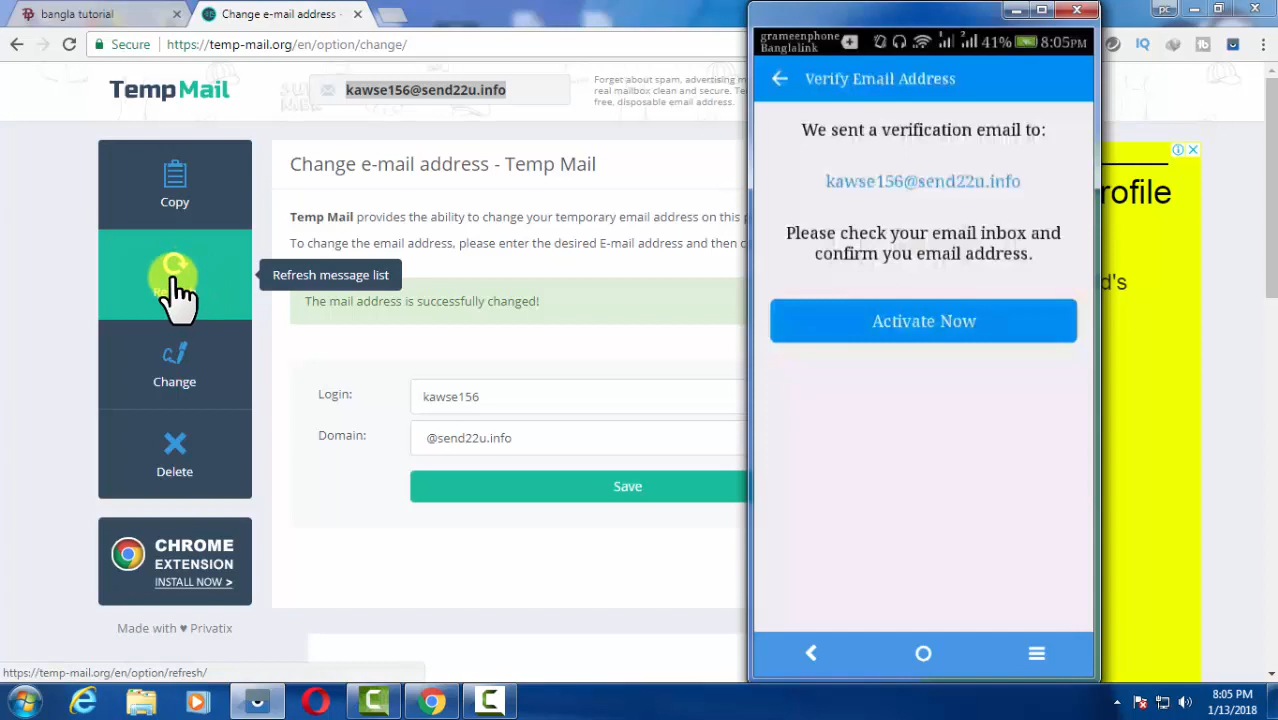 bangla tutorial
Change e-mail address -
pc
Secure
https://temp-mail.org/en/option/change/
IQ
TempMail
kawse156@send22u.info
Forget about spam, advertising m
real mailbox clean and secure. Te
free, disposable email address.
Copy
Refresh message list
Change
Delete
CHROME
EXTENSION
INSTALL NOW >
Made with ♥ Privatix
Change e-mail address - Temp Mail
Temp Mail provides the ability to change your temporary email address on this p
To change the email address, please enter the desired E-mail address and then c
The mail address is successfully changed!
Login:
kawse156
Domain:
@send22u.info
Save
grameenphone
Banglalink
41%
8:05PM
Verify Email Address
We sent a verification email to:
kawse156@send22u.info
Please check your email inbox and
confirm you email address.
Activate Now
rofile
d's
https://temp-mail.org/en/option/refresh/
8:05 PM
1/13/2018